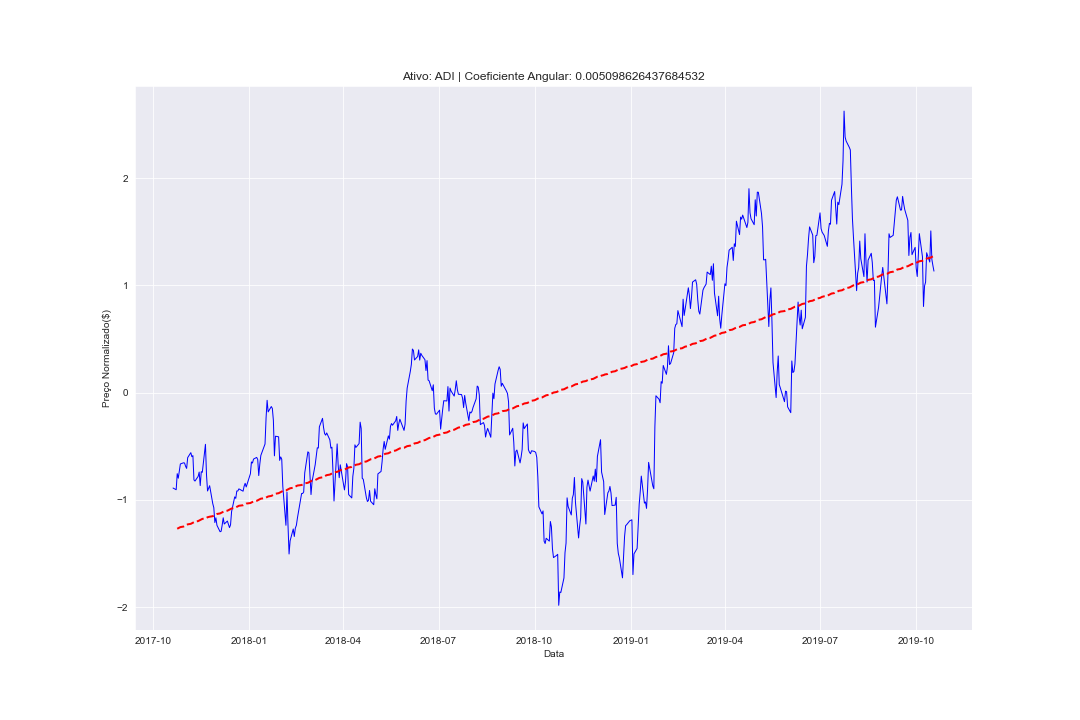 Ativo: ADI | Coeficiente Angular: 0.005098626437684532
Preço Normalizado($)
2
1
0
−1
−2
2017-10 2018-01 2018-04 2018-07 2018-10 2019-01 2019-04 2019-07 2019-10
Data